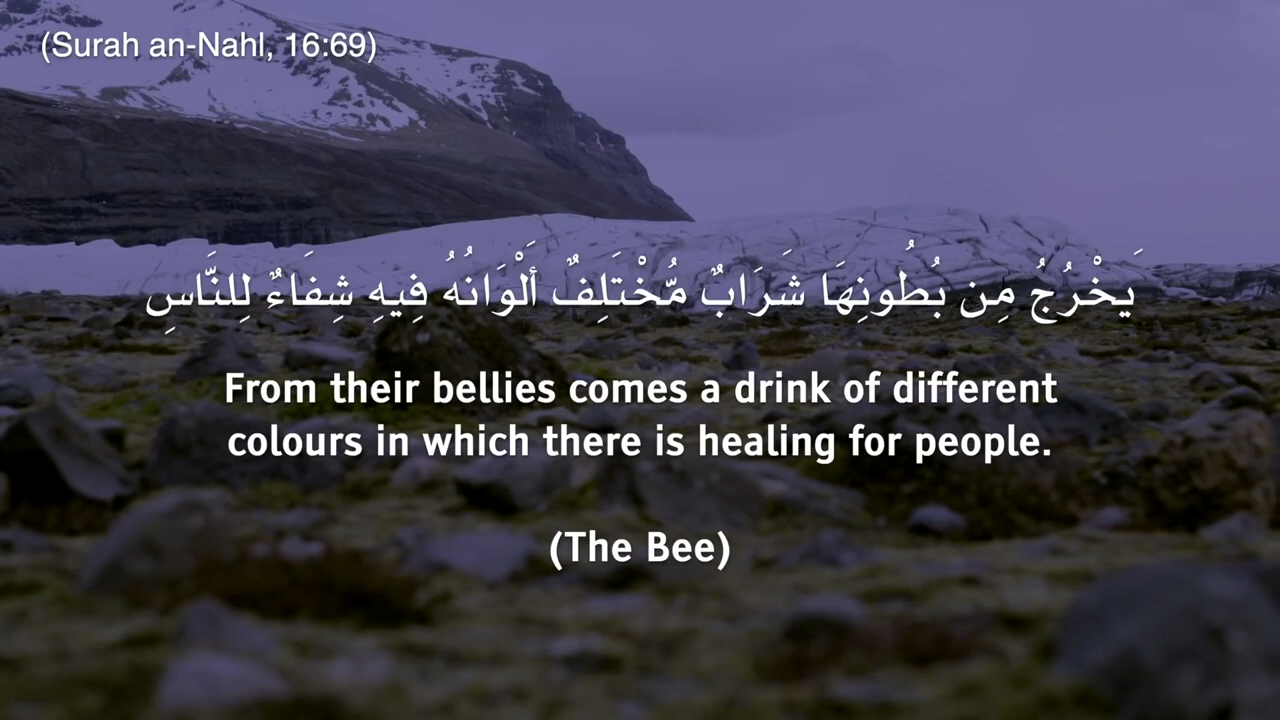 (Surah an-Nahl, 16:69)
يَخْرُجُ مِن بُطُونِهَا شَرَابٌ مُّخْتَلِفٌ أَلْوَانُهُ فِيهِ شِفَاءٌ لِلنَّاسِ
From their bellies comes a drink of different
colours in which there is healing for people.
(The Bee)